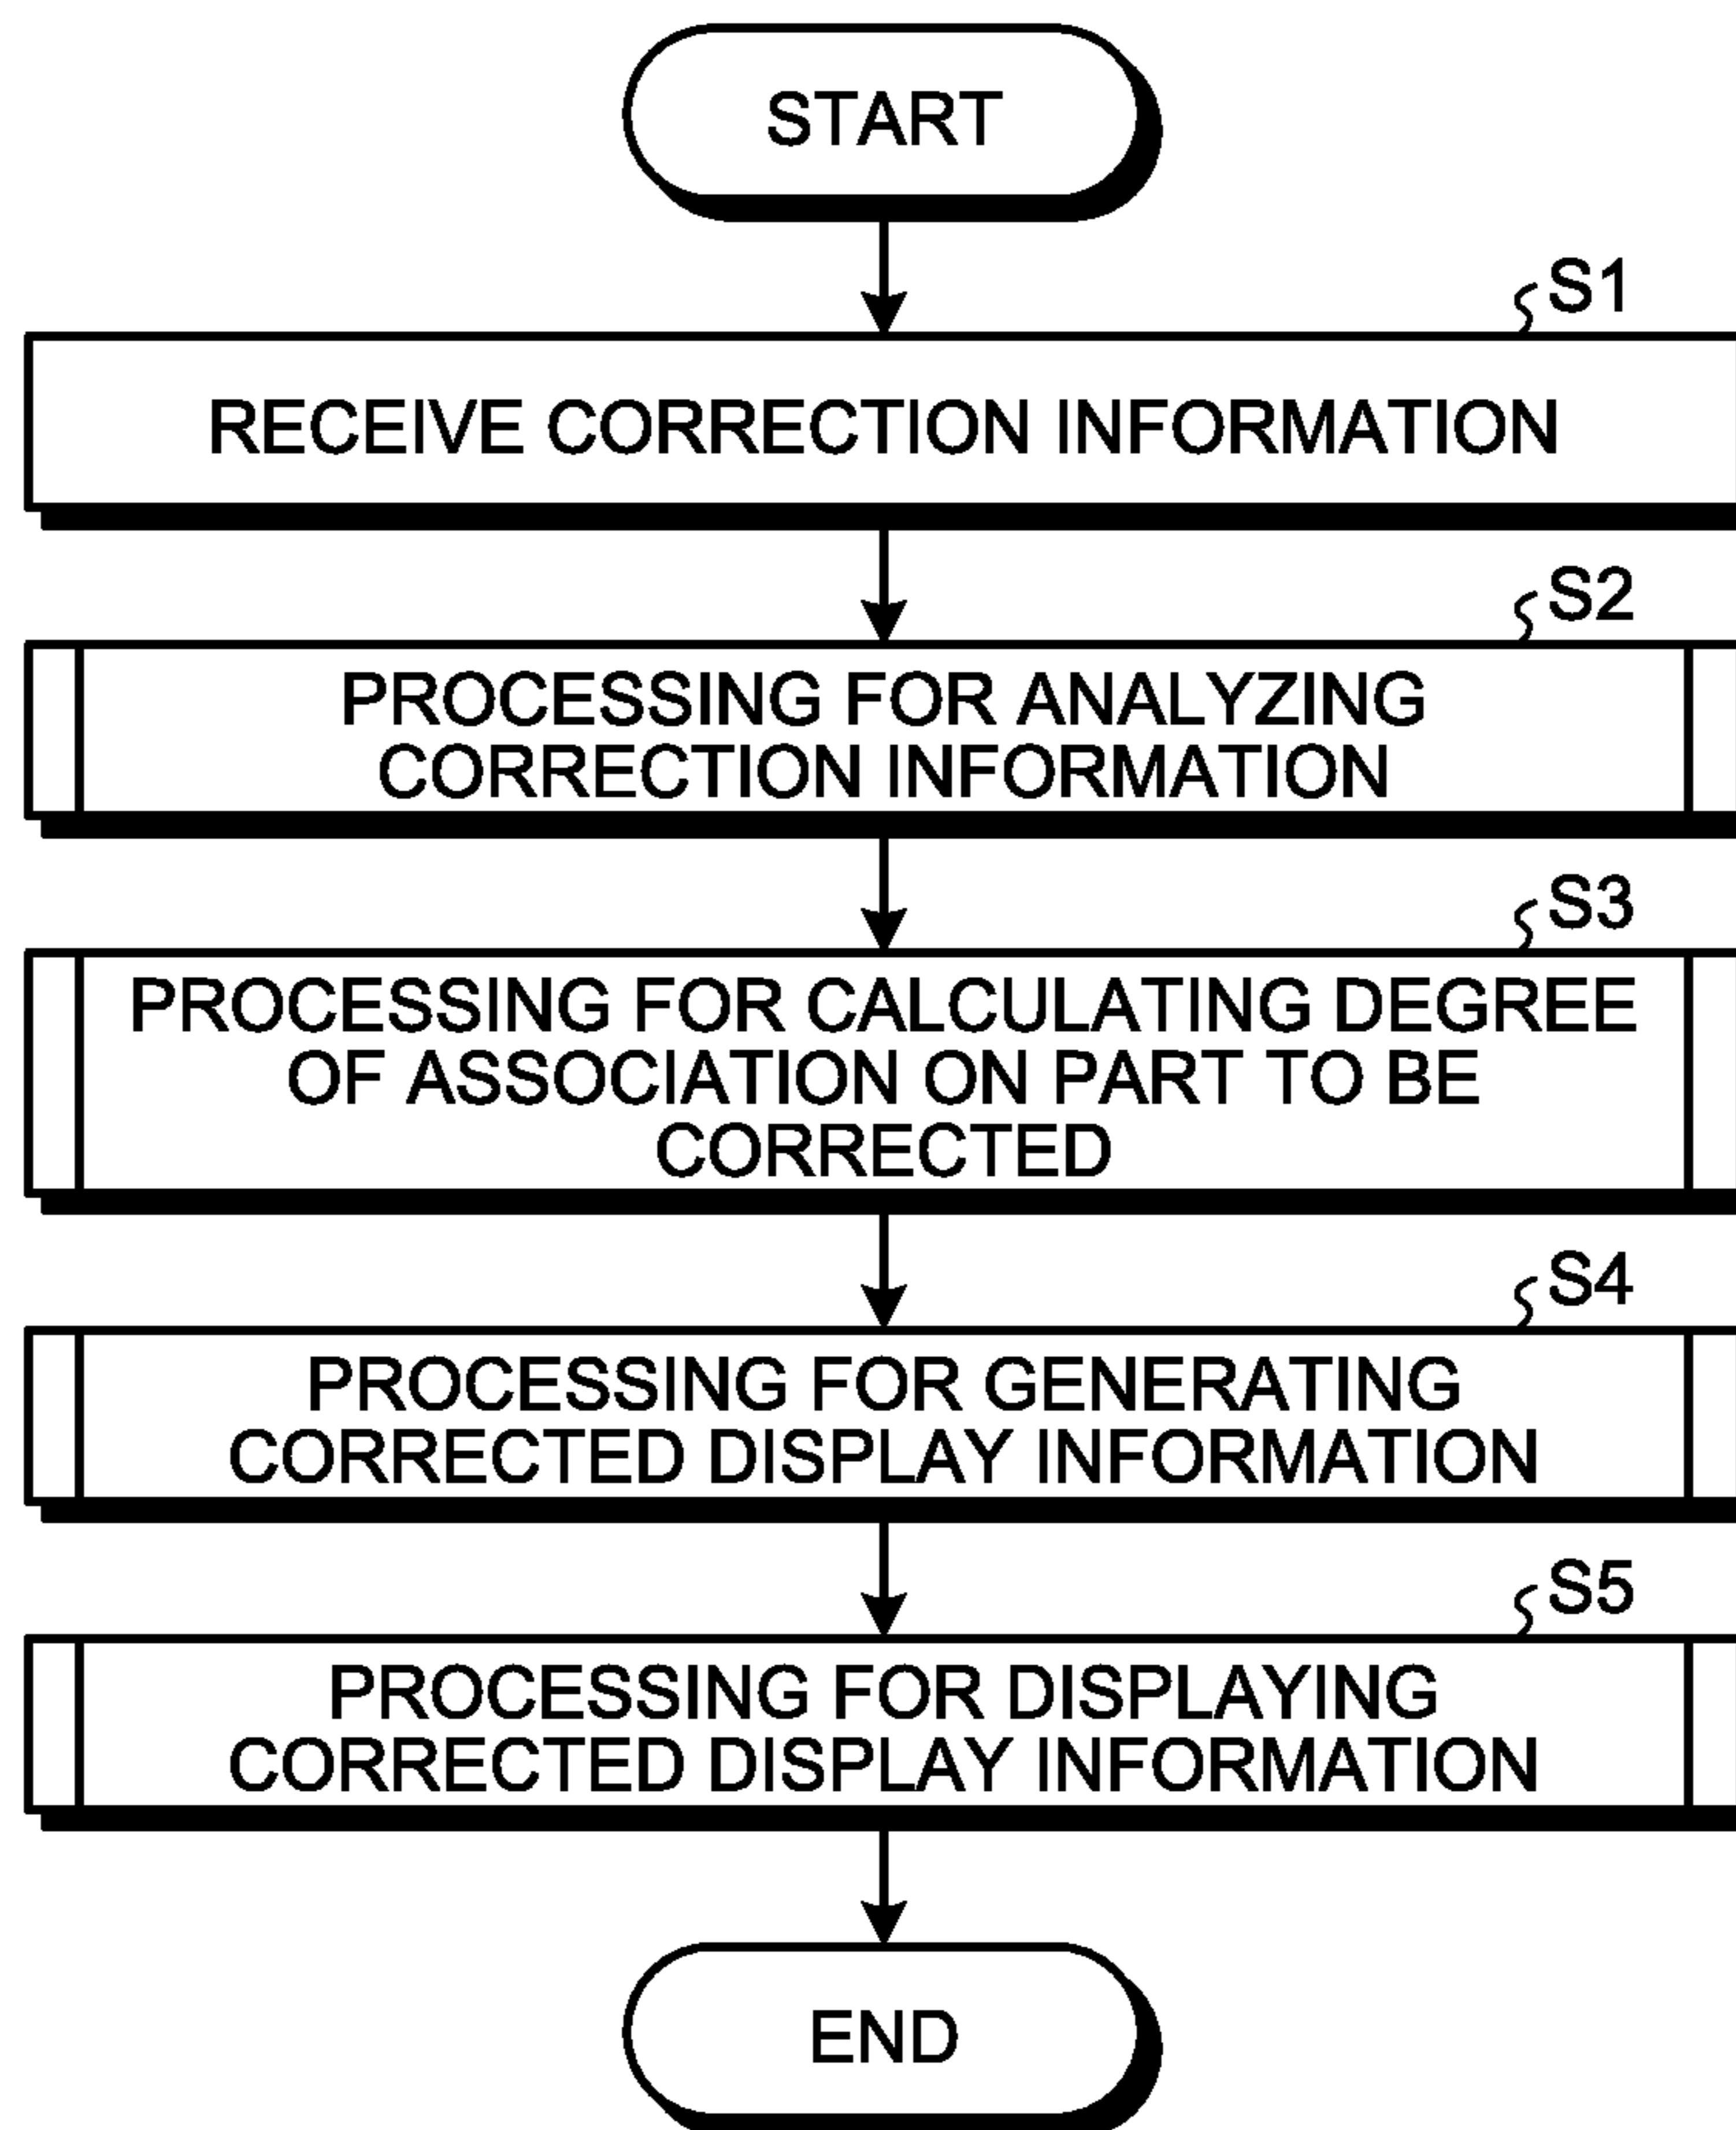 START
S1
RECEIVE CORRECTION INFORMATION
S2
PROCESSING FOR ANALYZING
CORRECTION INFORMATION
S3
PROCESSING FOR CALCULATING DEGREE
OF ASSOCIATION ON PART TO BE
CORRECTED
S4
PROCESSING FOR GENERATING
CORRECTED DISPLAY INFORMATION
S5
PROCESSING FOR DISPLAYING
CORRECTED DISPLAY INFORMATION
END